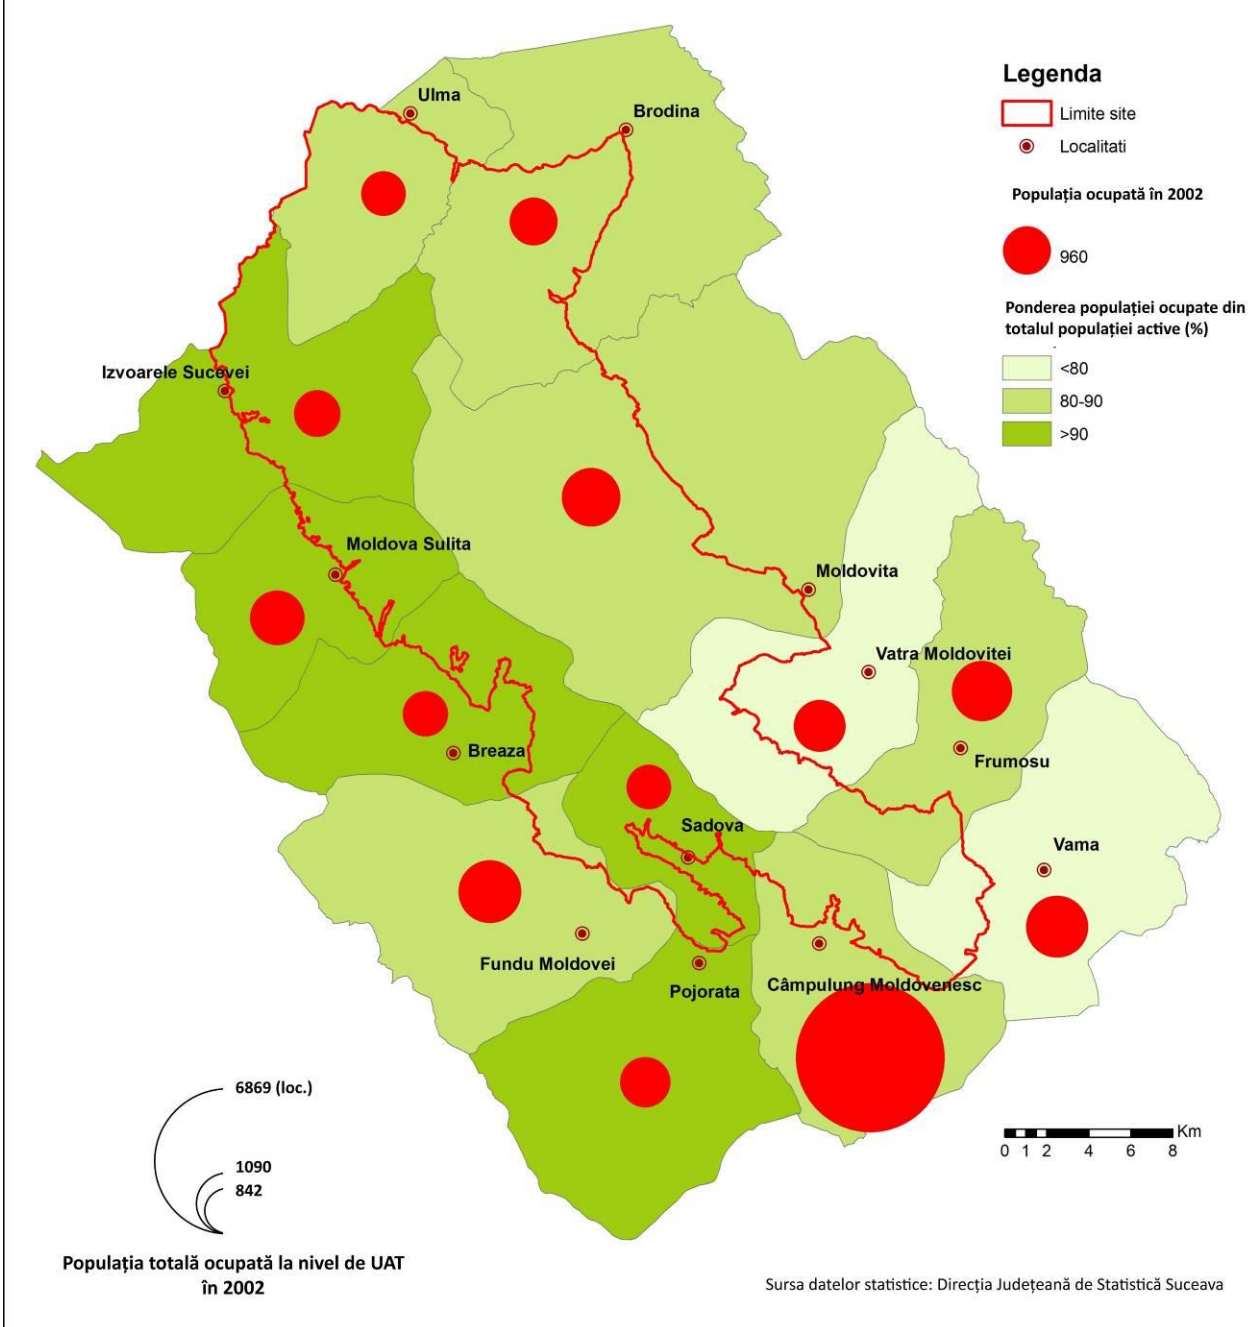 Legenda
Limite site
Localitati
Populația ocupată în 2002
960
Ponderea populației ocupate din
totalul populației active (%)
<80
80-90
>90
Ulma
Brodina
Izvoarele Sucevei
Moldova Sulita
Moldovita
Vatra Moldovitei
Breaza
Frumosu
Sadova
Vama
Fundu Moldovei
Pojorata
Câmpulung Moldovenesc
6869 (loc.)
1090
842
Populația totală ocupată la nivel de UAT
în 2002
Km
0 1 2 4 6 8
Sursa datelor statistice: Direcția Județeană de Statistică Suceava